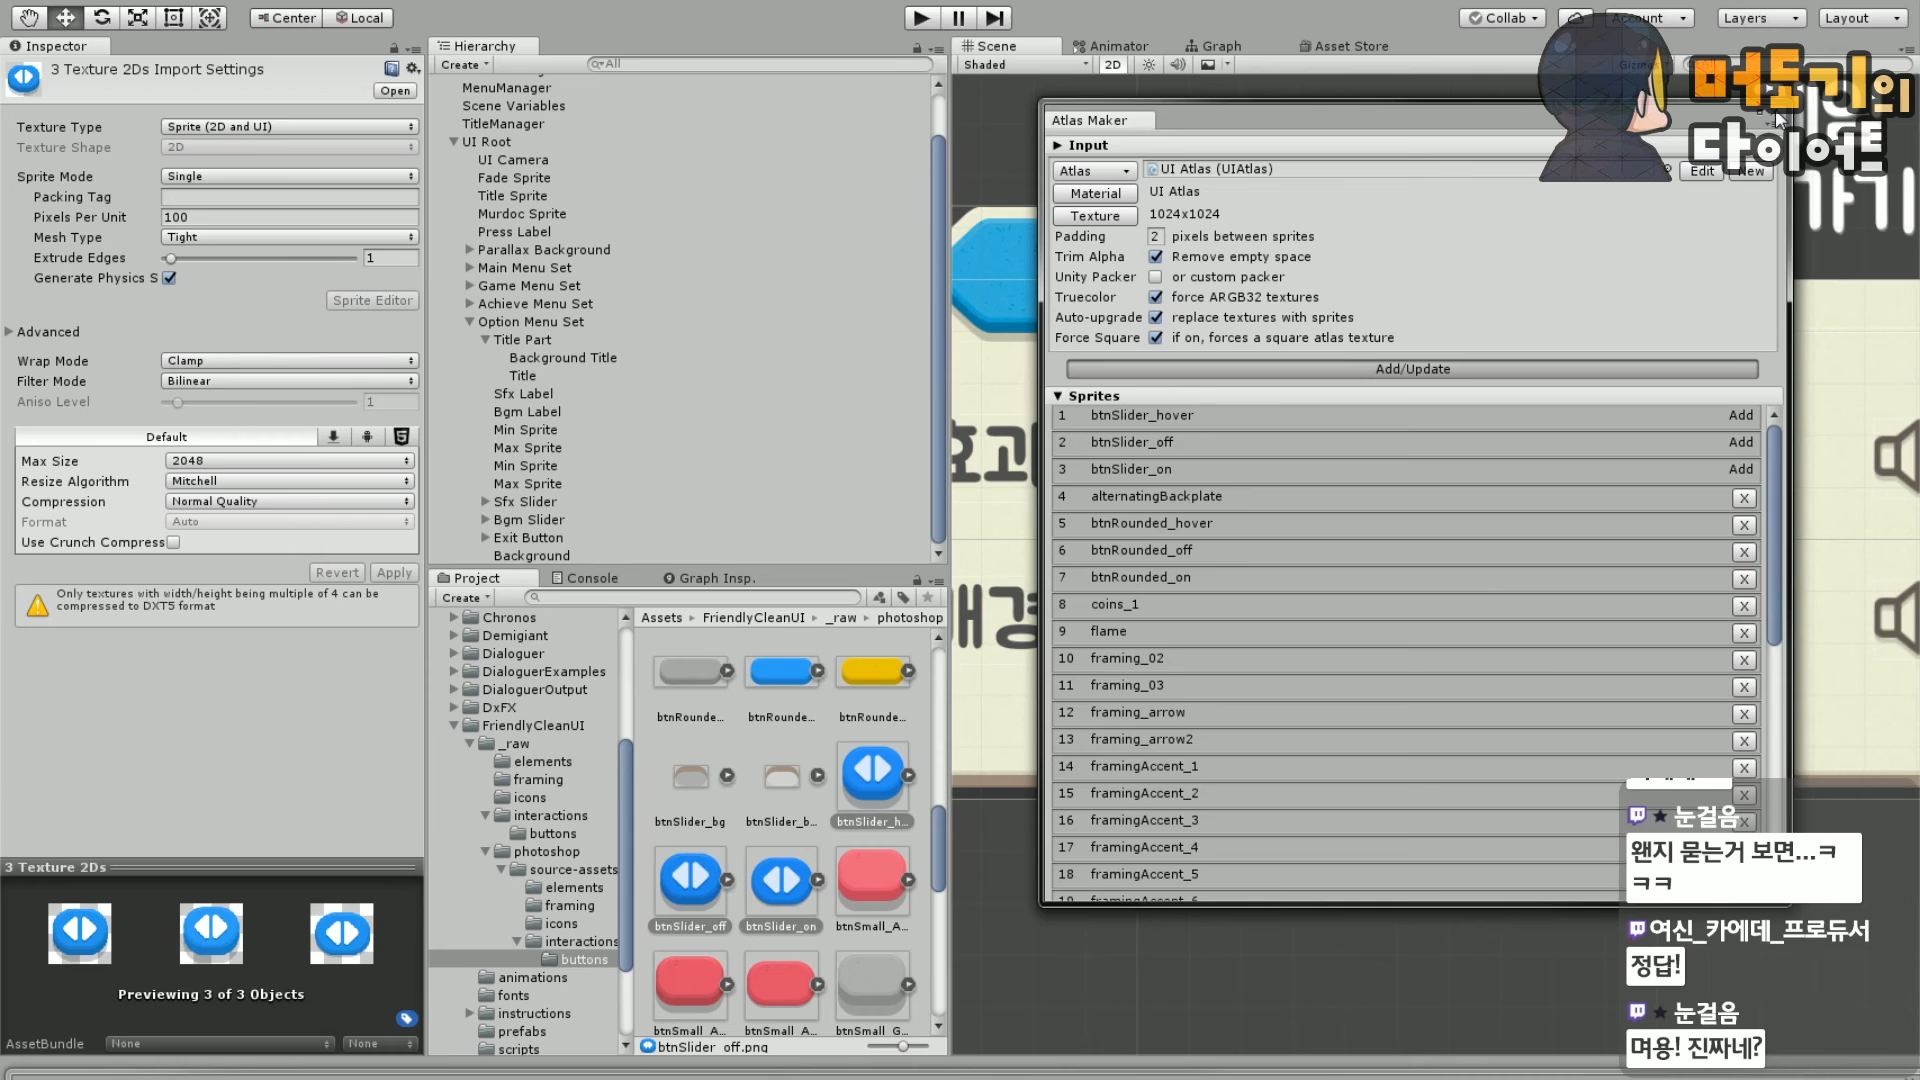 Center
Local
Collab
Account
Layers
Layout
Inspector
3 Texture 2Ds Import Settings
Open
Texture Type
Sprite (2D and UI)
Texture Shape
2D
Sprite Mode
Single
Packing Tag
Pixels Per Unit
100
Mesh Type
Tight
Extrude Edges
1
Generate Physics S
Sprite Editor
Advanced
Wrap Mode
Clamp
Filter Mode
Bilinear
Aniso Level
1
Default
Max Size
2048
Resize Algorithm
Mitchell
Compression
Normal Quality
Format
Auto
Use Crunch Compress
Revert
Apply
Only textures with width/height being multiple of 4 can be
compressed to DXT5 format
3 Texture 2Ds
Previewing 3 of 3 Objects
AssetBundle
None
None
Hierarchy
Create
All
MenuManager
Scene Variables
TitleManager
UI Root
UI Camera
Fade Sprite
Title Sprite
Murdoc Sprite
Press Label
Parallax Background
Main Menu Set
Game Menu Set
Achieve Menu Set
Option Menu Set
Title Part
Background Title
Title
Sfx Label
Bgm Label
Min Sprite
Max Sprite
Min Sprite
Max Sprite
Sfx Slider
Bgm Slider
Exit Button
Background
Project
Console
Graph Insp.
Create
Chronos
Demigiant
Dialoguer
DialoguerExamples
DialoguerOutput
DxFX
FriendlyCleanUI
_raw
elements
framing
icons
interactions
buttons
photoshop
source-assets
elements
framing
icons
interactions
buttons
animations
fonts
instructions
prefabs
scripts
Assets
FriendlyCleanUI
_raw
photoshop
btnRounde...
btnRounde...
btnRounde...
btnSlider_bg
btnSlider_b...
btnSlider_h...
btnSlider_off
btnSlider_on
btnSmall_A...
btnSmall_A...
btnSmall_A...
btnSmall_G...
btnSlider_off.png
Scene
Animator
Graph
Asset Store
Shaded
2D
Gizmos
Atlas Maker
Input
Atlas
UI Atlas (UIAtlas)
Edit
New
Material
UI Atlas
Texture
1024x1024
Padding
2
pixels between sprites
Trim Alpha
Remove empty space
Unity Packer
or custom packer
Truecolor
force ARGB32 textures
Auto-upgrade
replace textures with sprites
Force Square
if on, forces a square atlas texture
Add/Update
Sprites
1 btnSlider_hover Add
2 btnSlider_off Add
3 btnSlider_on Add
4 alternatingBackplate X
5 btnRounded_hover X
6 btnRounded_off X
7 btnRounded_on X
8 coins_1 X
9 flame X
10 framing_02 X
11 framing_03 X
12 framing_arrow X
13 framing_arrow2 X
14 framingAccent_1 X
15 framingAccent_2 X
16 framingAccent_3 X
17 framingAccent_4
18 framingAccent_5
머도기의
다이어트
가기
효과
배경
눈걸음
왠지 묻는거 보면...ㅋ
ㅋㅋ
여신_카에데_프로듀서
정답!
눈걸음
며용! 진짜네?